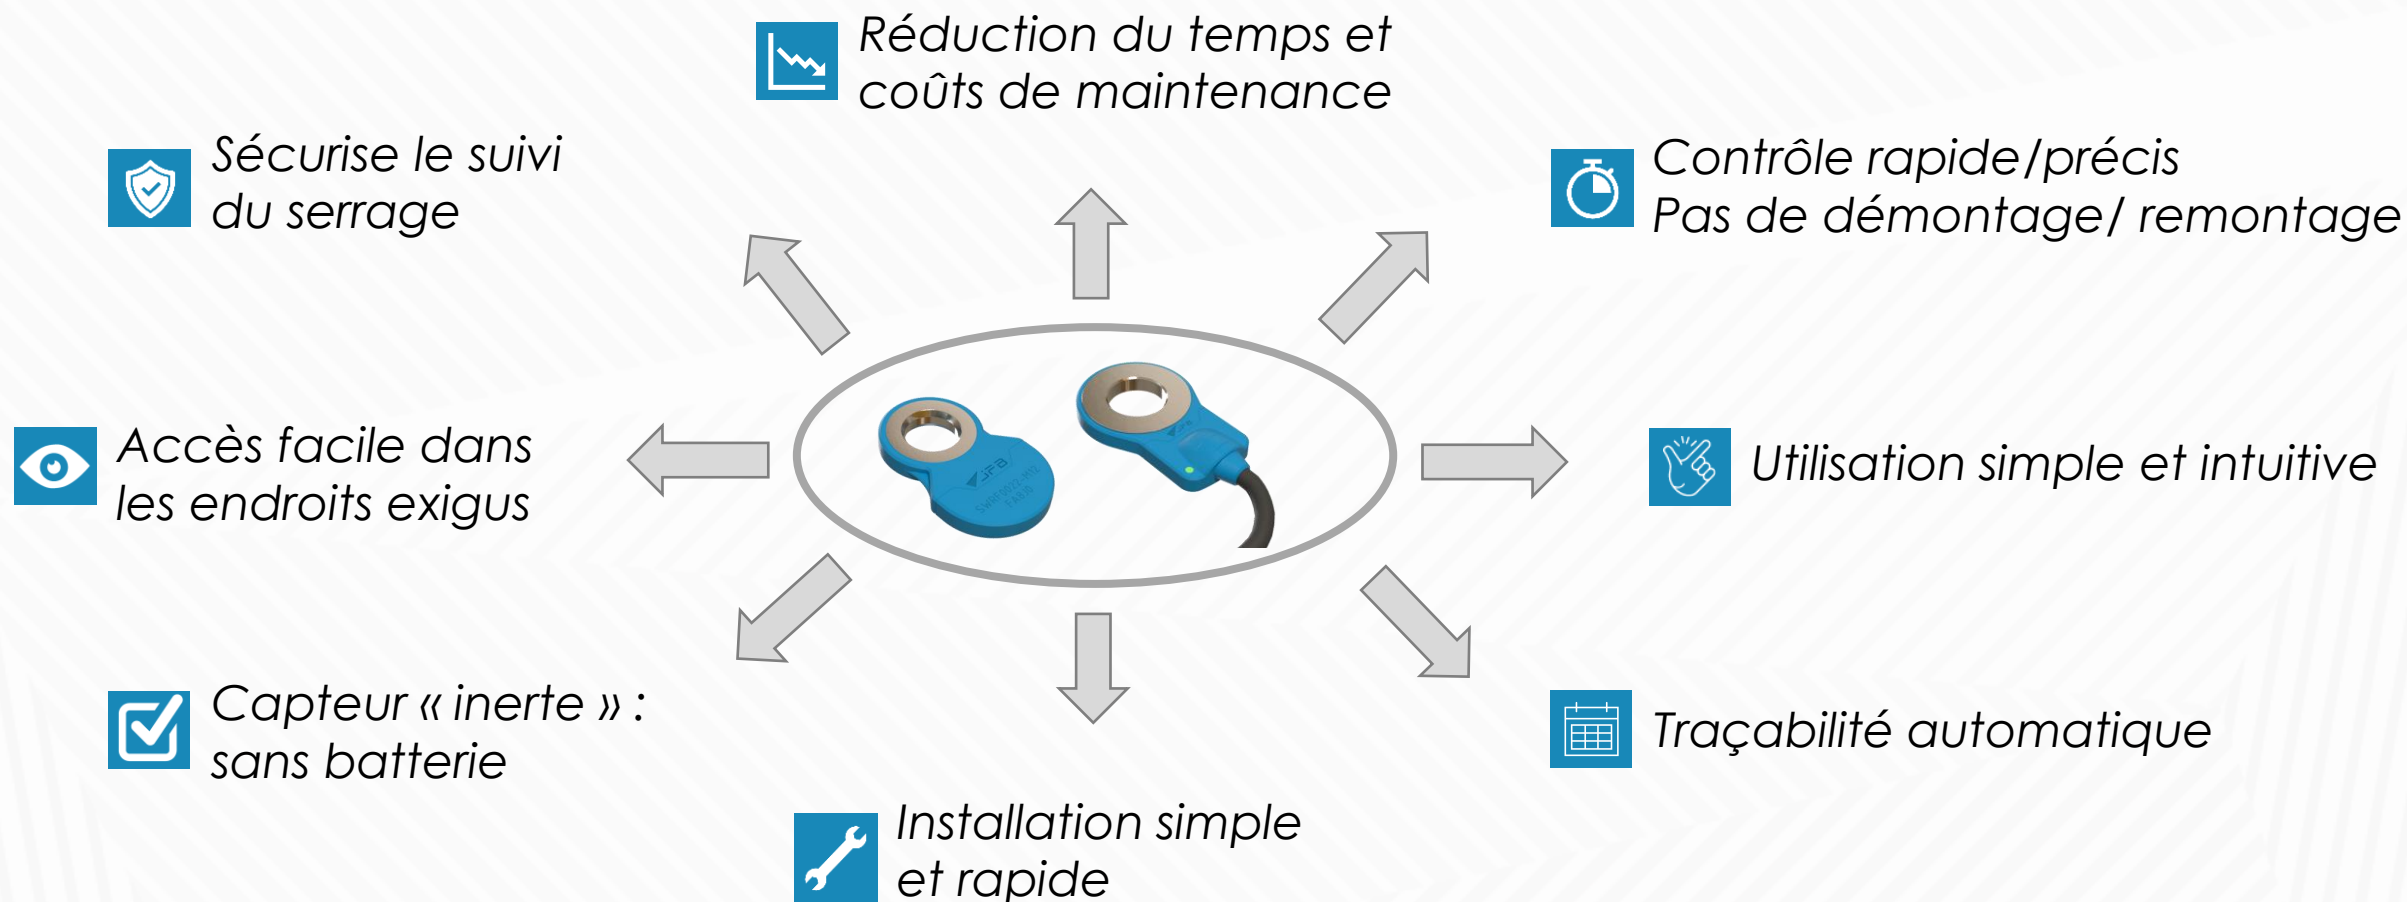 Réduction du temps et
coûts de maintenance
Sécurise le suivi
du serrage
Contrôle rapide/précis
Pas de démontage/ remontage
Accès facile dans
les endroits exigus
Utilisation simple et intuitive
Capteur « inerte » :
sans batterie
Traçabilité automatique
Installation simple
et rapide